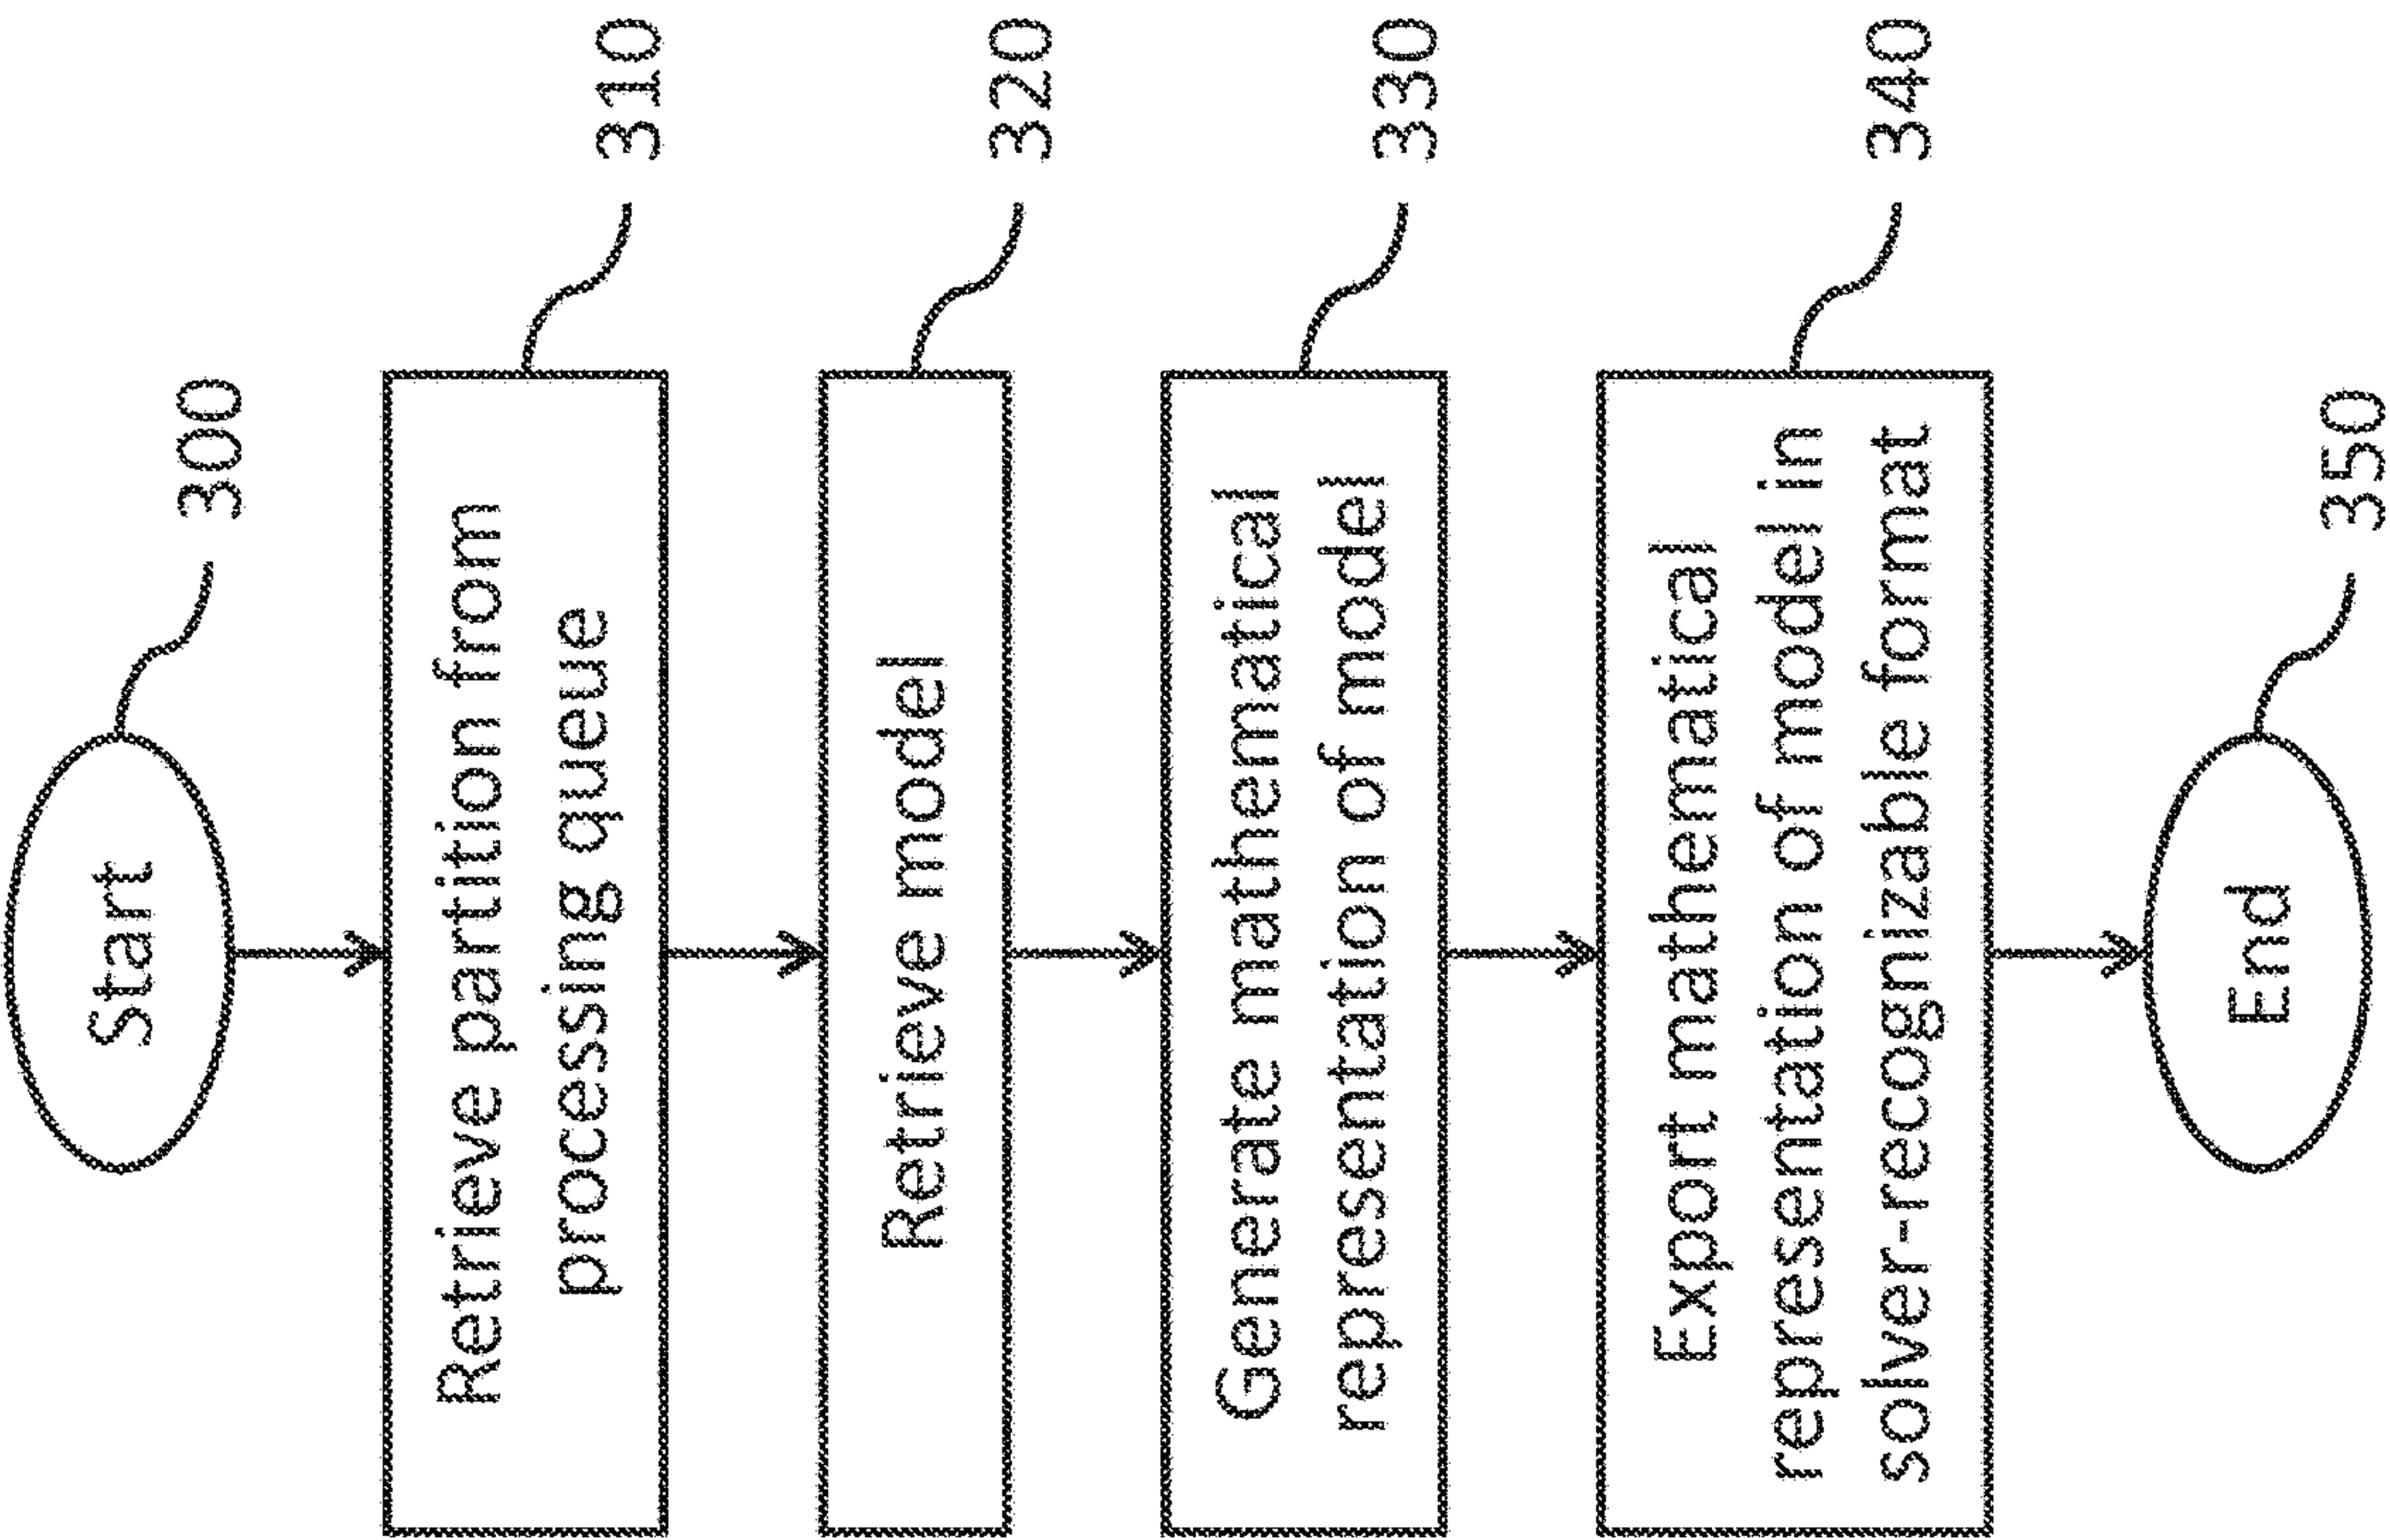 Start
300
Retrieve partition from
processing queue
310
Retrieve model
320
Generate mathematical
representation of model
330
Export mathematical
representation of model in
solver-recognizable format
340
End
350